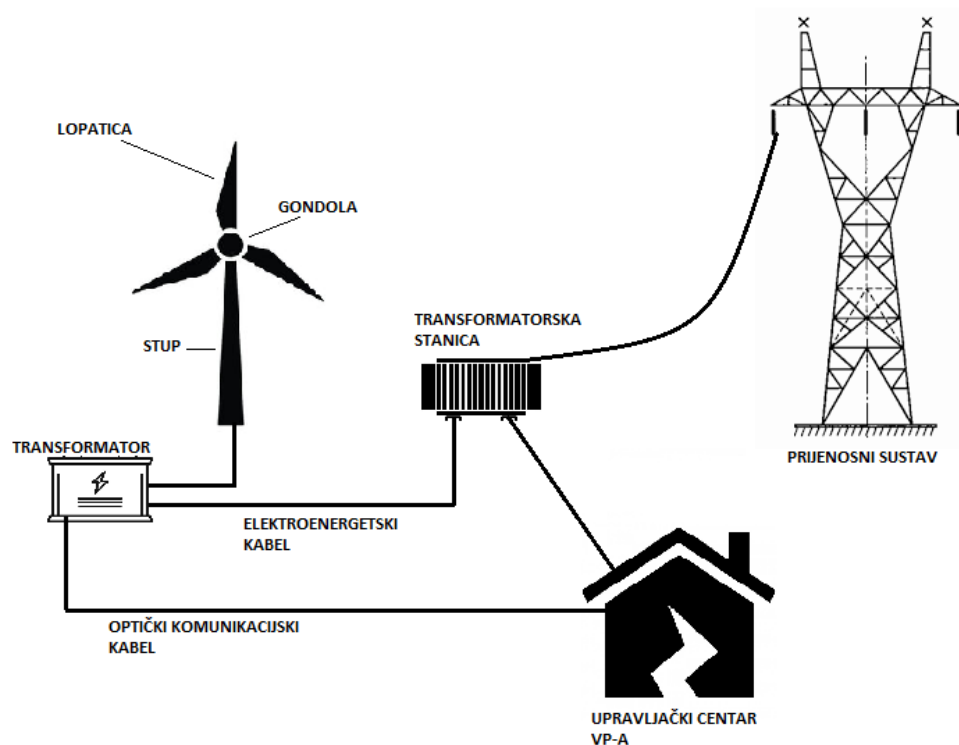 LOPATICA
GONDOLA
STUP
TRANSFORMATORSKA
STANICA
TRANSFORMATOR
PRIJENOSNI SUSTAV
ELEKTROENERGETSKI
KABEL
OPTIČKI KOMUNIKACIJSKI
KABEL
UPRAVLJAČKI CENTAR
VP-A